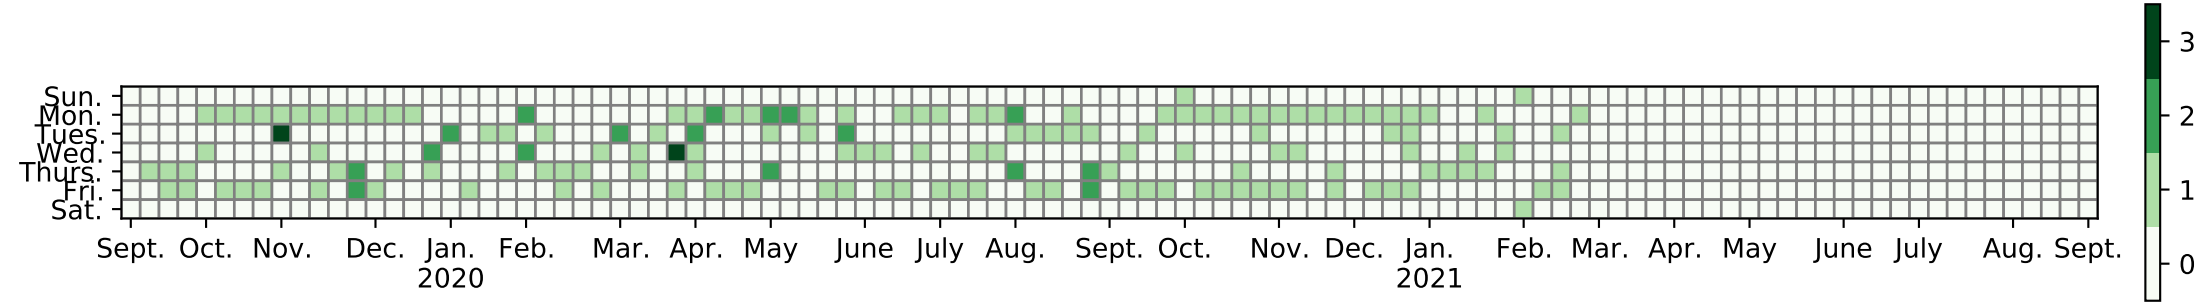 Sun.
Mon.
Tues.
Wed.
Thurs.
Fri.
Sat.
Sept. Oct. Nov. Dec. Jan. Feb. Mar. Apr. May June July Aug. Sept. Oct. Nov. Dec. Jan. Feb. Mar. Apr. May June July Aug. Sept.
2020 2021
3
2
1
0